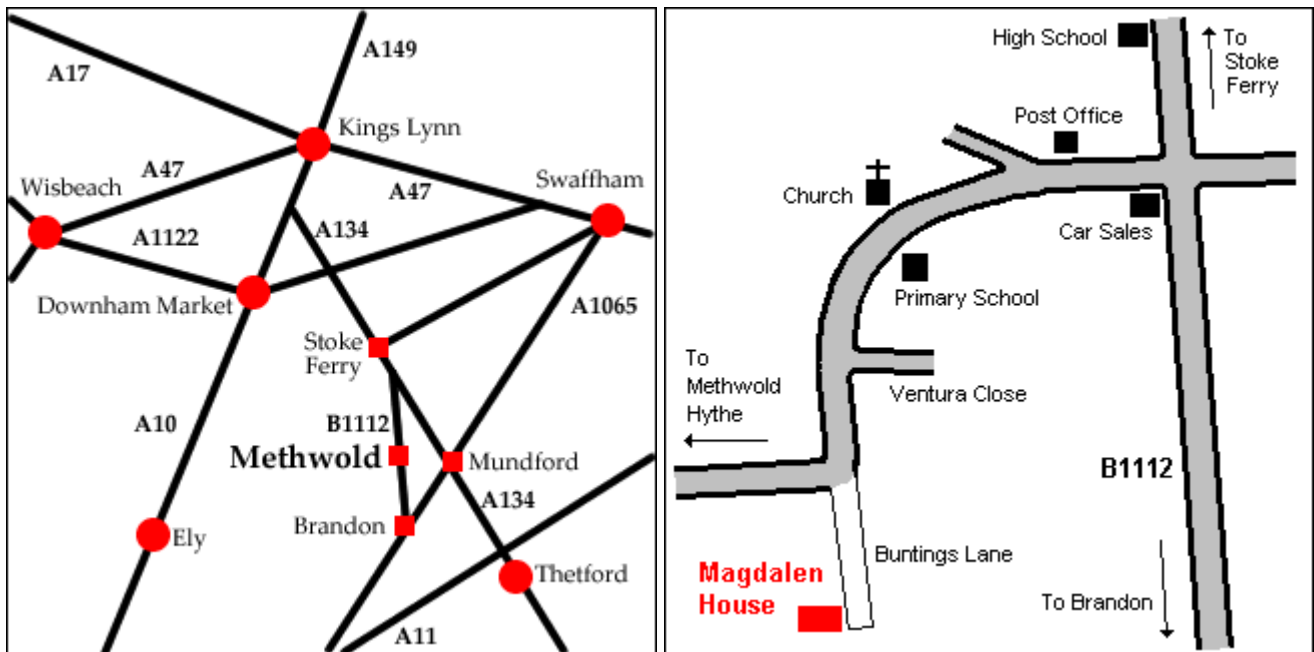 A149
A17
Kings Lynn
A47
Wisbeach
A47
Swaffham
A1122
A134
Downham Market
A1065
Stoke
Ferry
A10
B1112
Methwold
Mundford
A134
Brandon
Ely
Thetford
A11
High School
To
Stoke
Ferry
Post Office
Church
Car Sales
Primary School
To
Methwold
Hythe
Ventura Close
B1112
Buntings Lane
Magdalen
House
To Brandon